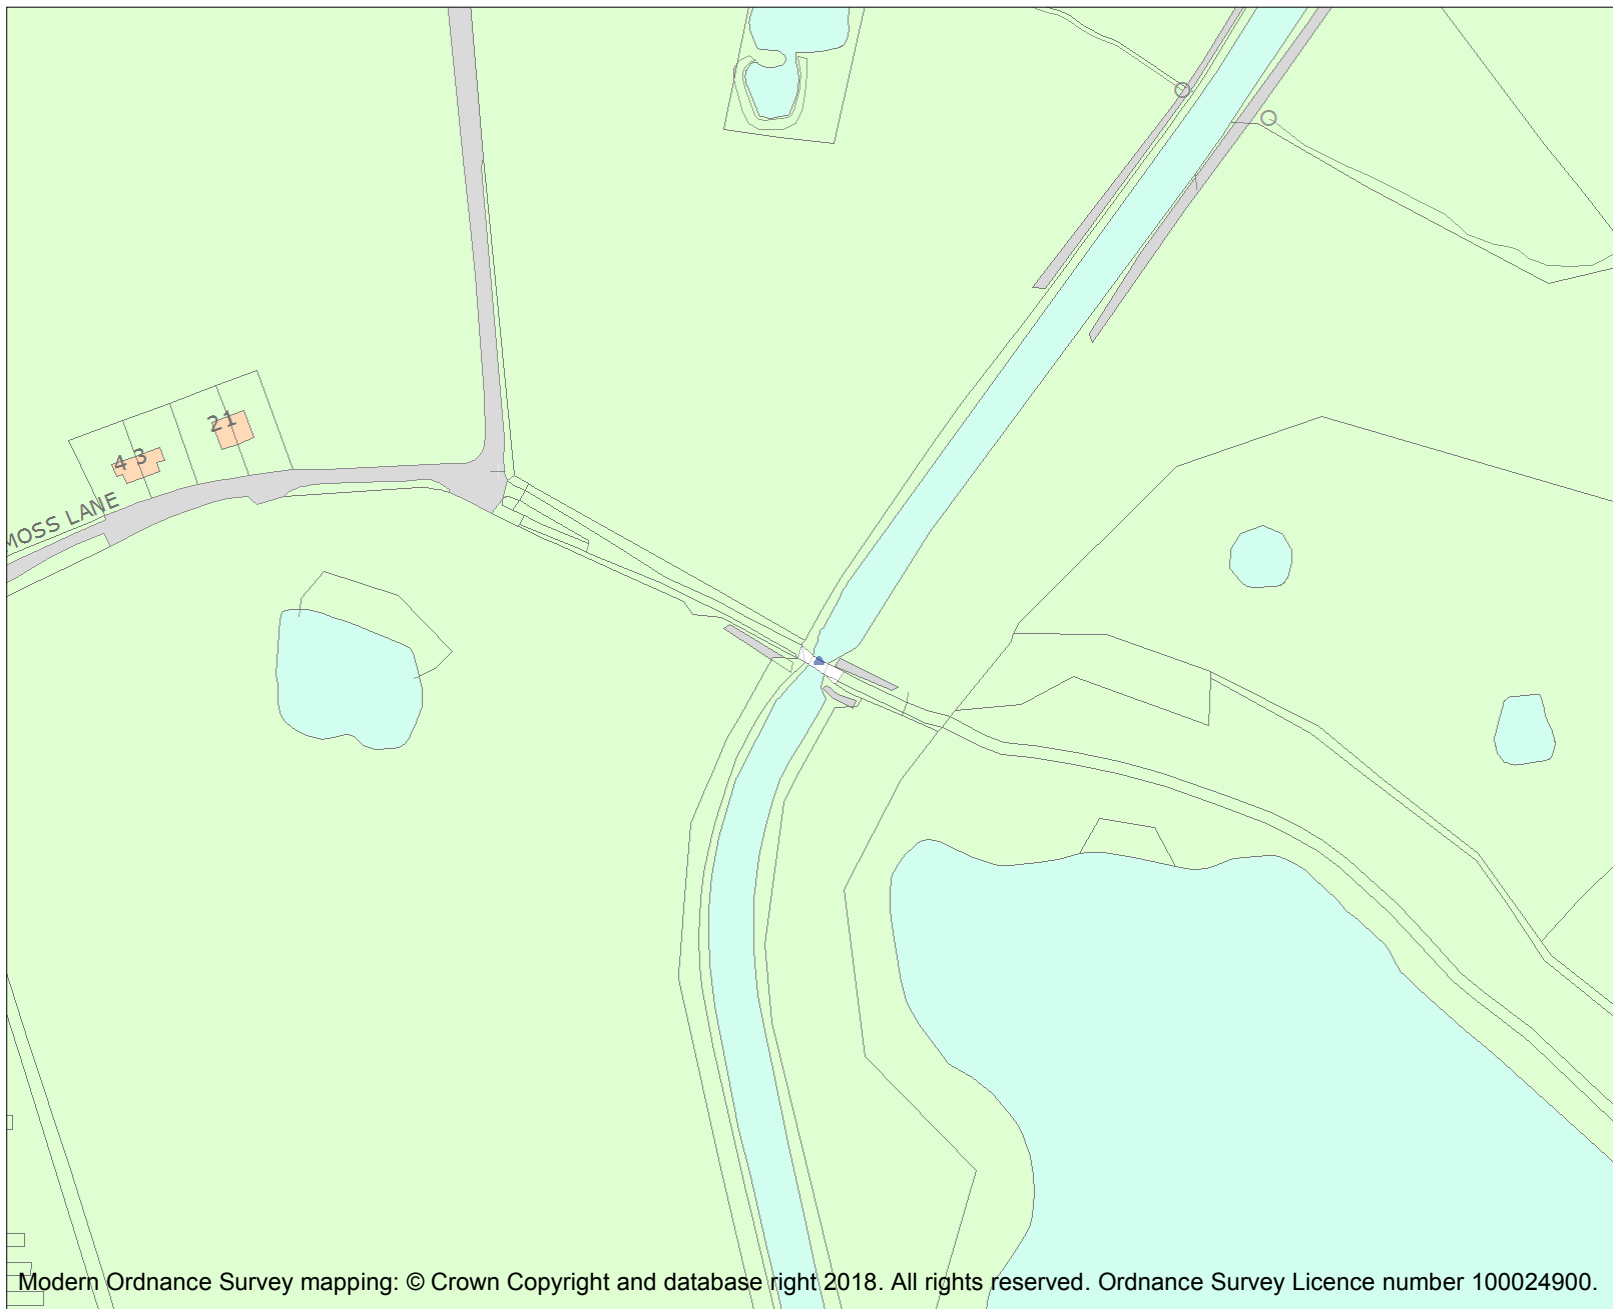 21
4 3
MOSS LANE
Modern Ordnance Survey mapping: © Crown Copyright and database right 2018. All rights reserved. Ordnance Survey Licence number 100024900.